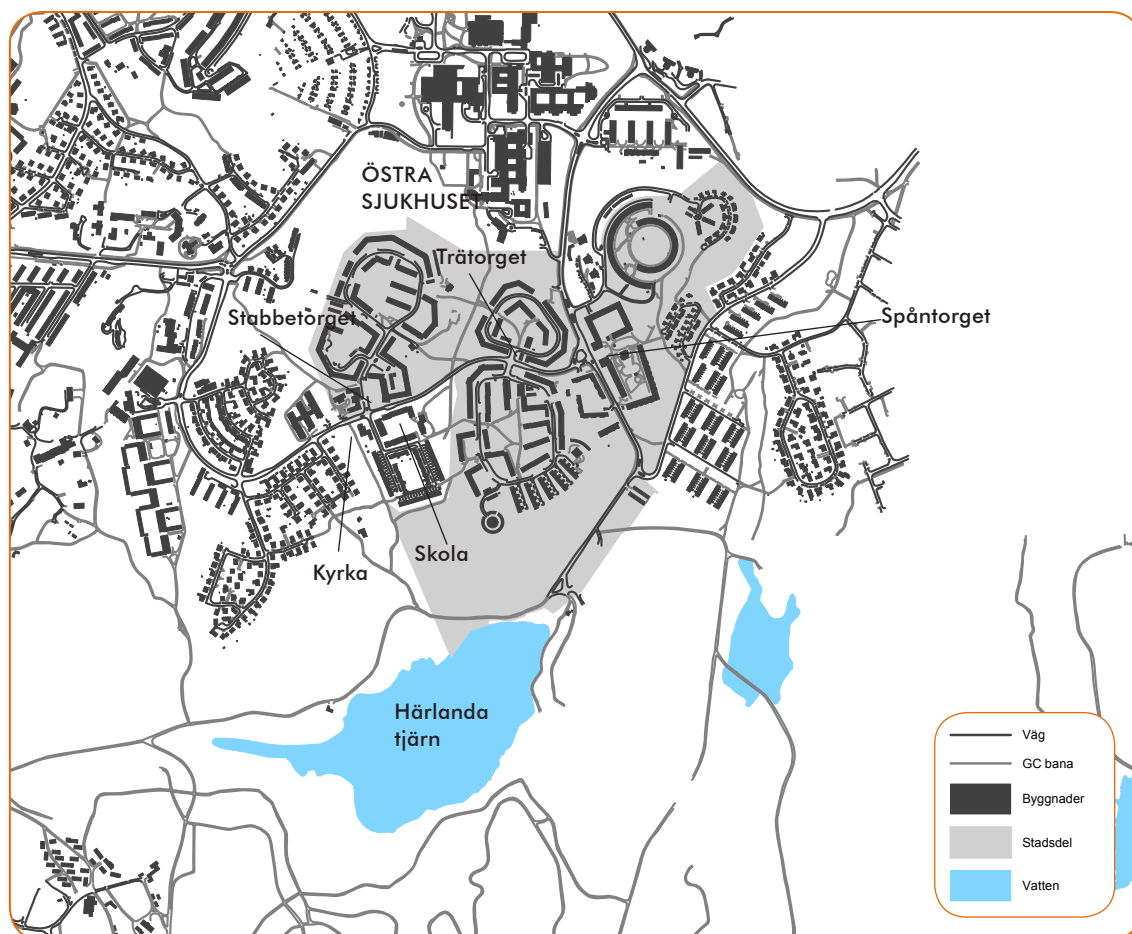 ÖSTRA
SJUKHUSET
Trätorget
Stabbetorget
Spåntorget
Skola
Kyrka
Härlanda
tjärn
Väg
GC bana
Byggnader
Stadsdel
Vatten